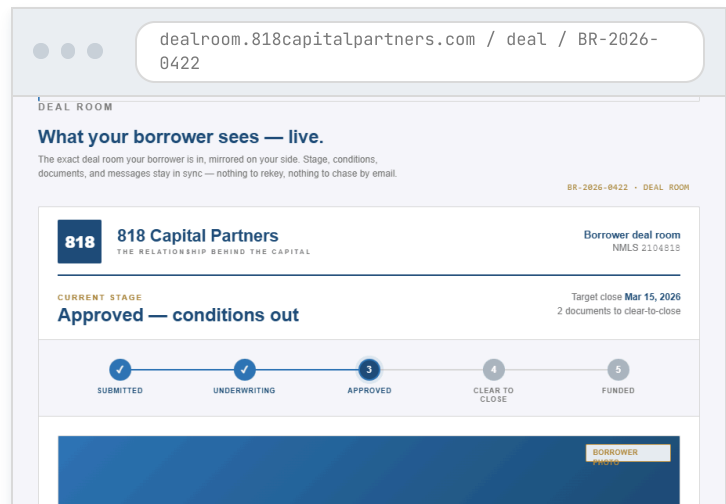 dealroom.818capitalpartners.com / deal / BR-2026-
0422
DEAL ROOM
What your borrower sees — live.
The exact deal room your borrower is in, mirrored on your side. Stage, conditions,
documents, and messages stay in sync — nothing to rekey, nothing to chase by email.
BR-2026-0422 · DEAL ROOM
818
818 Capital Partners
THE RELATIONSHIP BEHIND THE CAPITAL
Borrower deal room
NMLS 2104818
CURRENT STAGE
Approved — conditions out
Target close Mar 15, 2026
2 documents to clear-to-close
✓
✓
3
4
5
SUBMITTED
UNDERWRITING
APPROVED
CLEAR TO
CLOSE
FUNDED
BORROWER
PHOTO